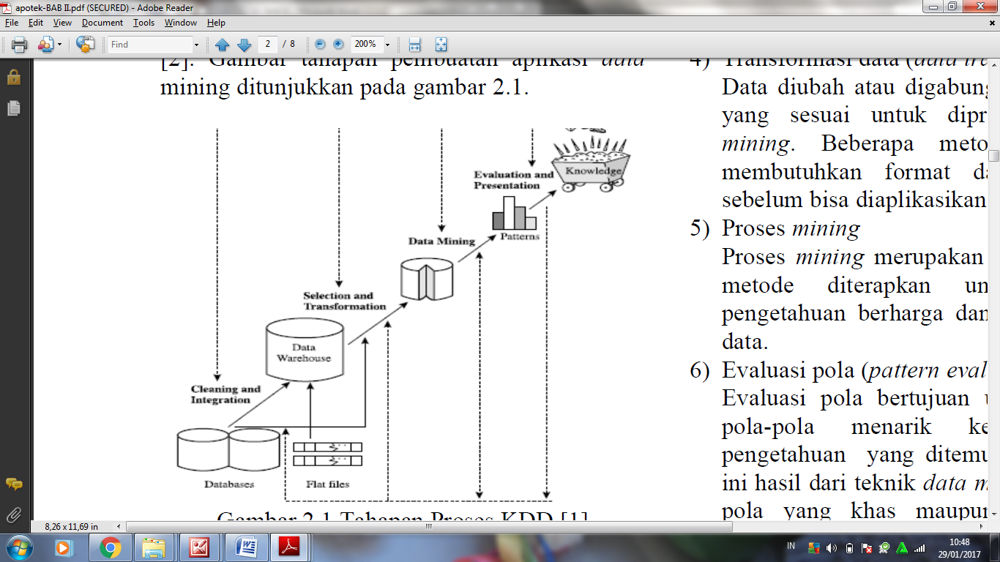 apotek-BAB II.pdf (SECURED) - Adobe Reader
File Edit View Document Tools Window Help
Find
2 / 8
200%
[2]. Gambar tahapan pembuatan aplikasi data
mining ditunjukkan pada gambar 2.1.
Knowledge
Evaluation and
Presentation
Patterns
Data Mining
Selection and
Transformation
Data
Warehouse
Cleaning and
Integration
Databases
Flat files
Gambar 2.1 Tahapan Proses KDD [1]
4) Transformasi data (data tra
Data diubah atau digabung
yang sesuai untuk dipr
mining. Beberapa meto
membutuhkan format da
sebelum bisa diaplikasikan
5) Proses mining
Proses mining merupakan
metode diterapkan un
pengetahuan berharga dan
data.
6) Evaluasi pola (pattern eval
Evaluasi pola bertujuan u
pola-pola menarik ke
pengetahuan yang ditemu
ini hasil dari teknik data m
pola yang khas maupun
8,26 x 11,69 in
IN
10:48
29/01/2017